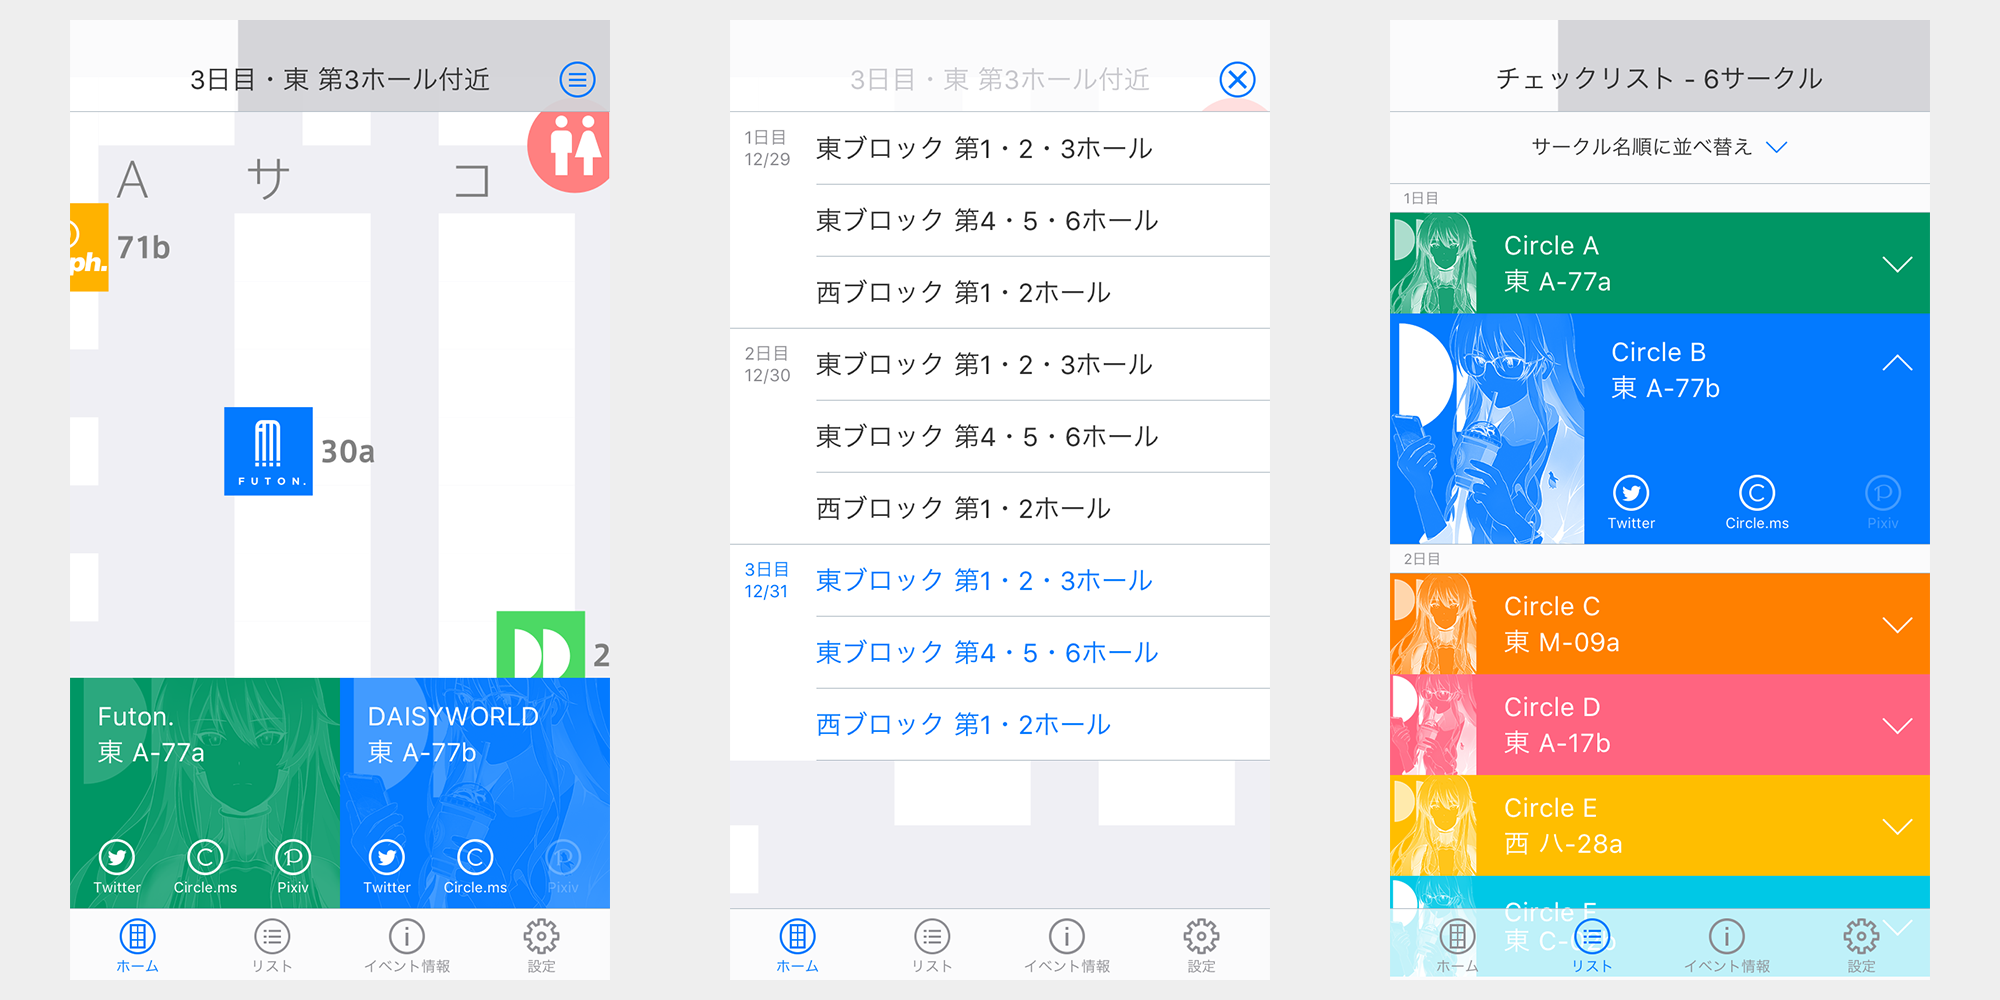 3日目・東 第3ホール付近
A
サ
コ
ph.
71b
FUTON.
30a
2
Futon.
東 A-77a
Twitter
Circle.ms
Pixiv
DAISYWORLD
東 A-77b
Twitter
Circle.ms
Pixiv
ホーム
リスト
イベント情報
設定
3日目・東 第3ホール付近
1日目
12/29
東ブロック 第1・2・3ホール
東ブロック 第4・5・6ホール
西ブロック 第1・2ホール
2日目
12/30
東ブロック 第1・2・3ホール
東ブロック 第4・5・6ホール
西ブロック 第1・2ホール
3日目
12/31
東ブロック 第1・2・3ホール
東ブロック 第4・5・6ホール
西ブロック 第1・2ホール
ホーム
リスト
イベント情報
設定
チェックリスト - 6サークル
サークル名順に並べ替え
1日目
Circle A
東 A-77a
Circle B
東 A-77b
Twitter
Circle.ms
Pixiv
2日目
Circle C
東 M-09a
Circle D
東 A-17b
Circle E
西 ハ-28a
Circle F
東
ホーム
リスト
イベント情報
設定